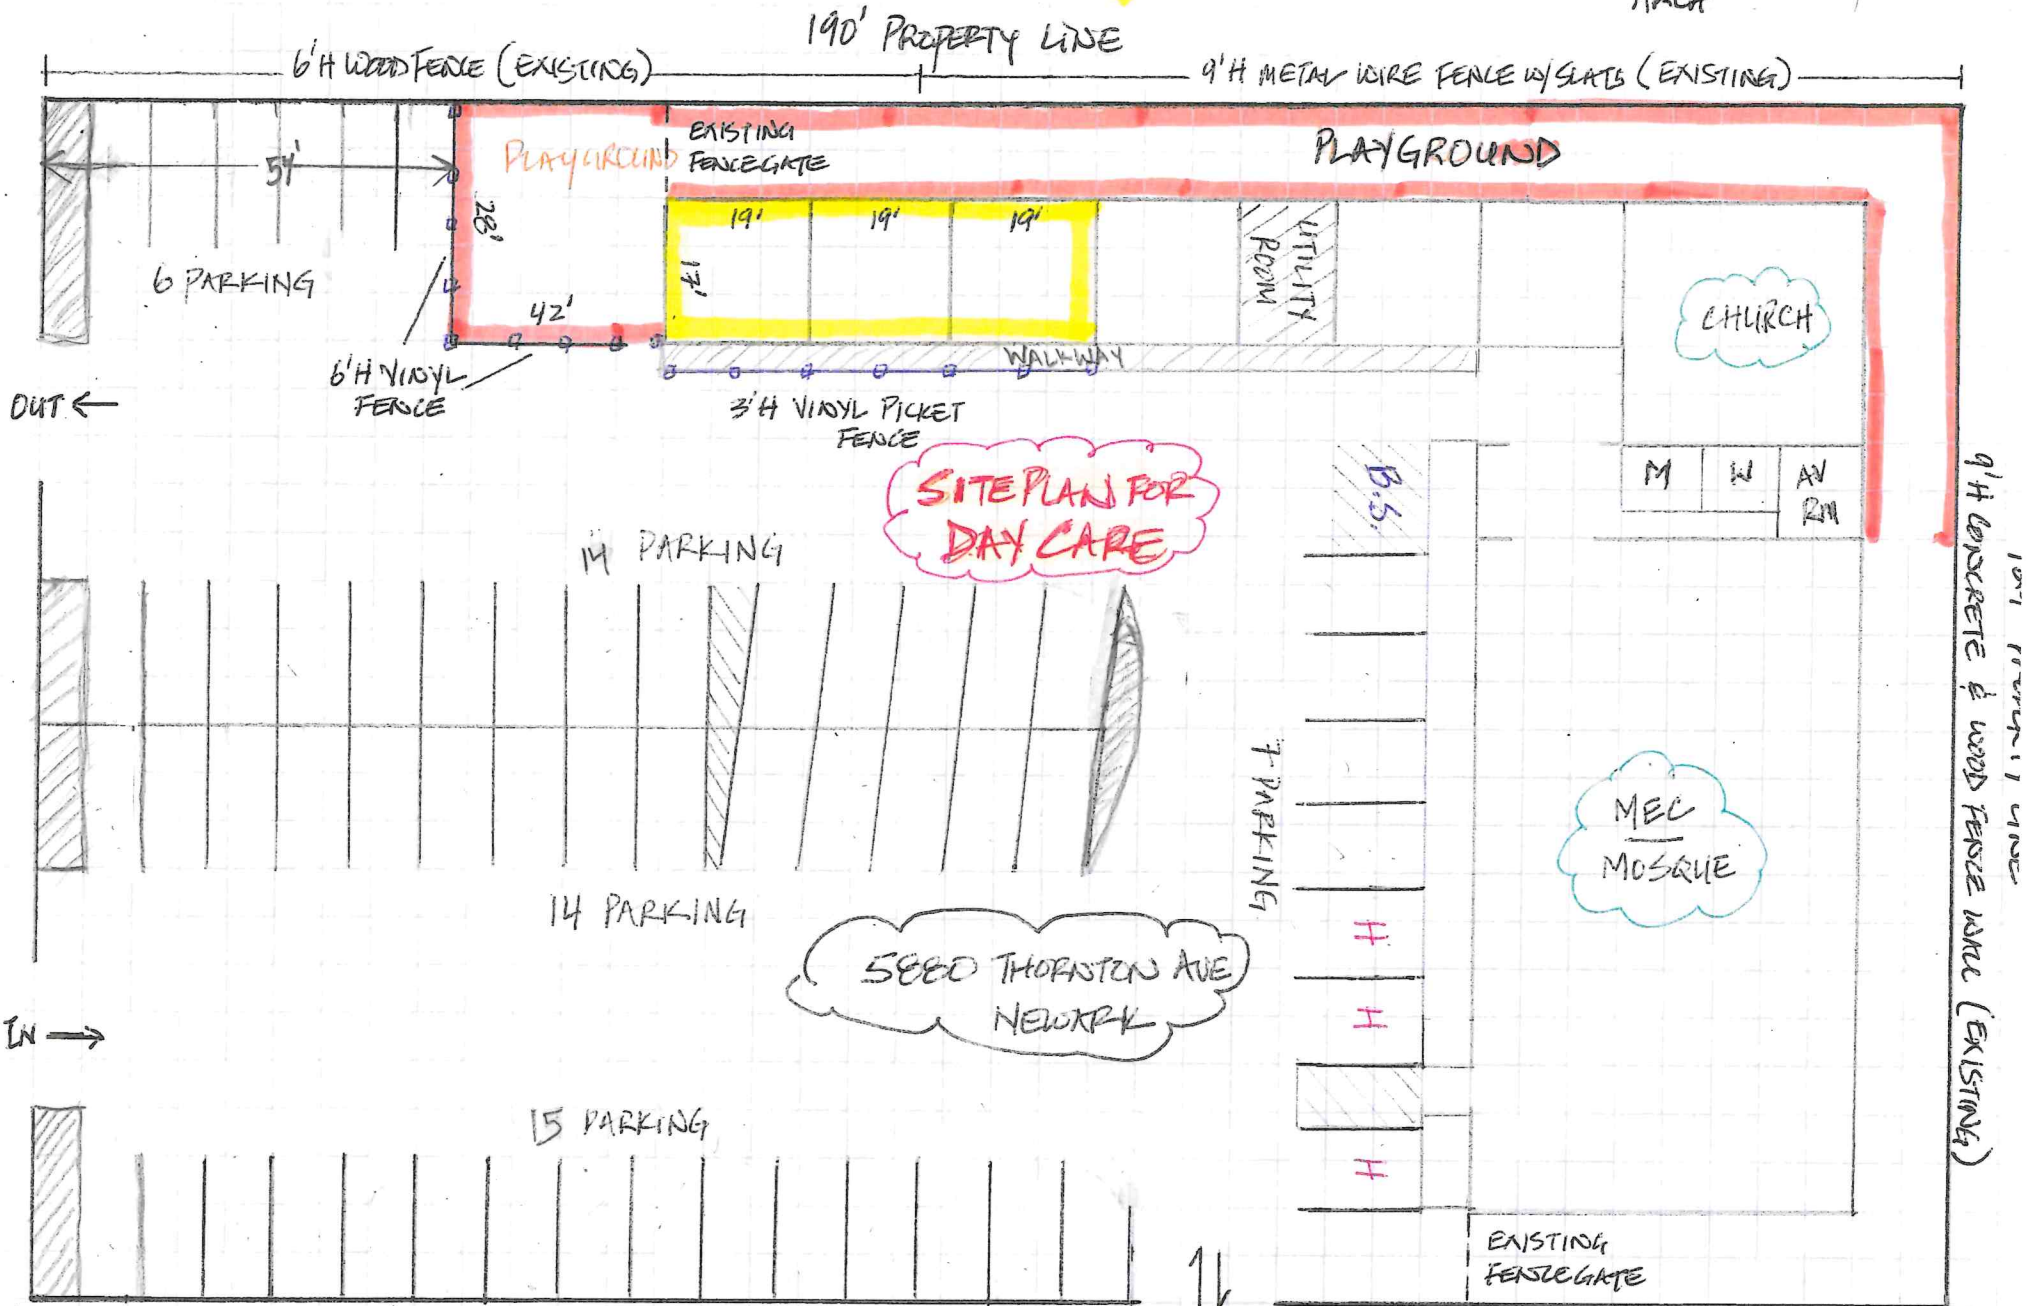 190' PROPERTY LINE
6'H WOOD FENCE (EXISTING)
9'H METAL WIRE FENCE W/SLATS (EXISTING)
54'
6 PARKING
PLAYGROUND
28'
42'
EXISTING
FENCE GATE
PLAYGROUND
19'
19'
19'
17'
UTILITY
ROOM
CHURCH
WALKWAY
6'H VINYL
FENCE
3'H VINYL PICKET
FENCE
OUT ←
SITE PLAN FOR
DAY CARE
B.S.
M
W
AV
RM
14 PARKING
14 PARKING
7 PARKING
H
H
H
MEC
MOSQUE
9'H CONCRETE & WOOD FENCE WALL (EXISTING)
LINE
5880 THORNTON AVE
NEWARK
IN →
15 PARKING
EXISTING
FENCE GATE